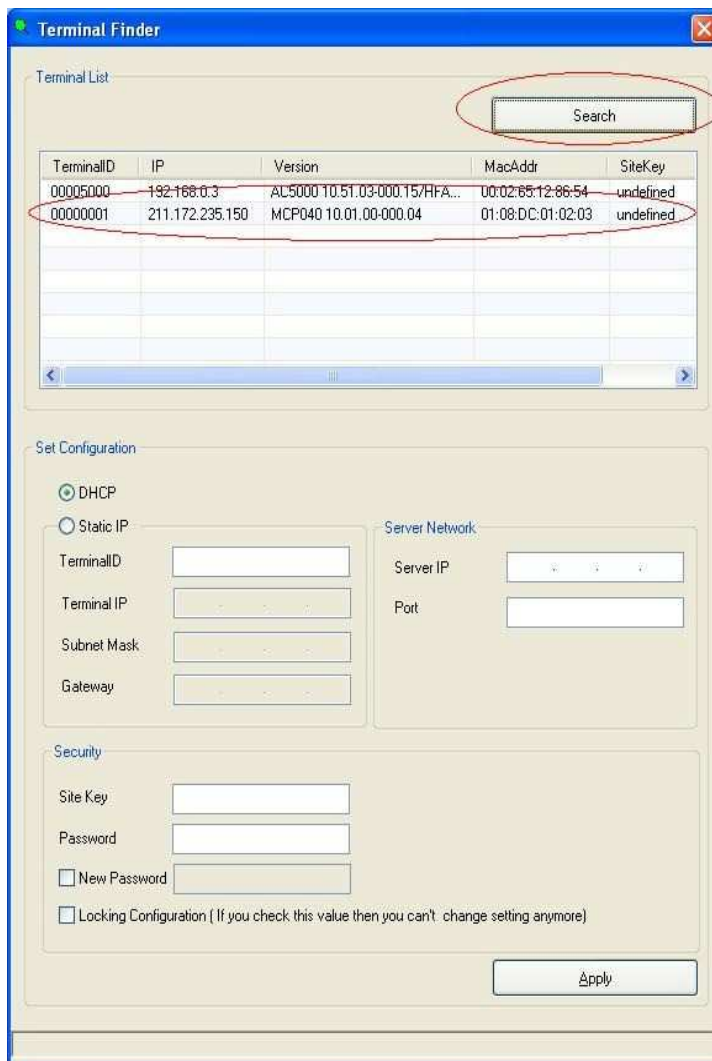 Terminal Finder
Terminal List
Search
TerminalID IP Version MacAddr SiteKey
00005000 192.168.0.3 AC5000 10.51.03-000.15/HFA... 00:02:65:12:86:54 undefined
00000001 211.172.235.150 MCP040 10.01.00-000.04 01:08:DC:01:02:03 undefined
Set Configuration
DHCP
Static IP
TerminalID
Terminal IP
Subnet Mask
Gateway
Server Network
Server IP
Port
Security
Site Key
Password
New Password
Locking Configuration ( If you check this value then you can't change setting anymore)
Apply